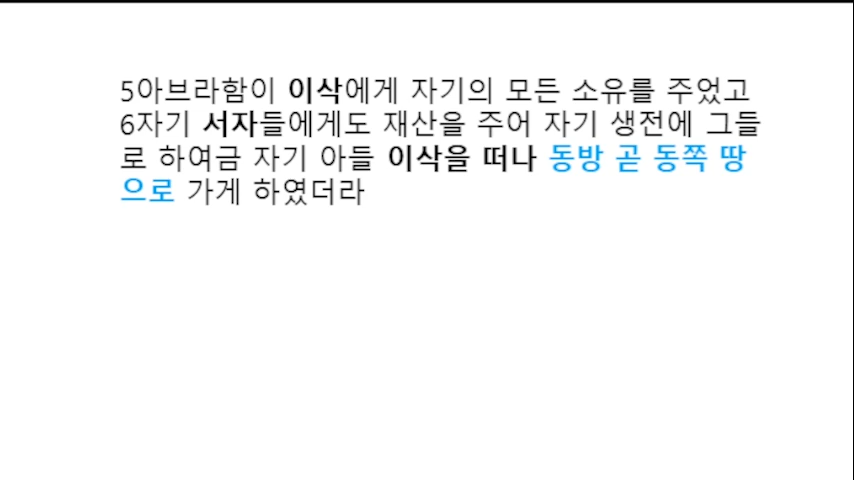 5아브라함이 이삭에게 자기의 모든 소유를 주었고
6자기 서자들에게도 재산을 주어 자기 생전에 그들
로 하여금 자기 아들 이삭을 떠나 동방 곧 동쪽 땅
으로 가게 하였더라